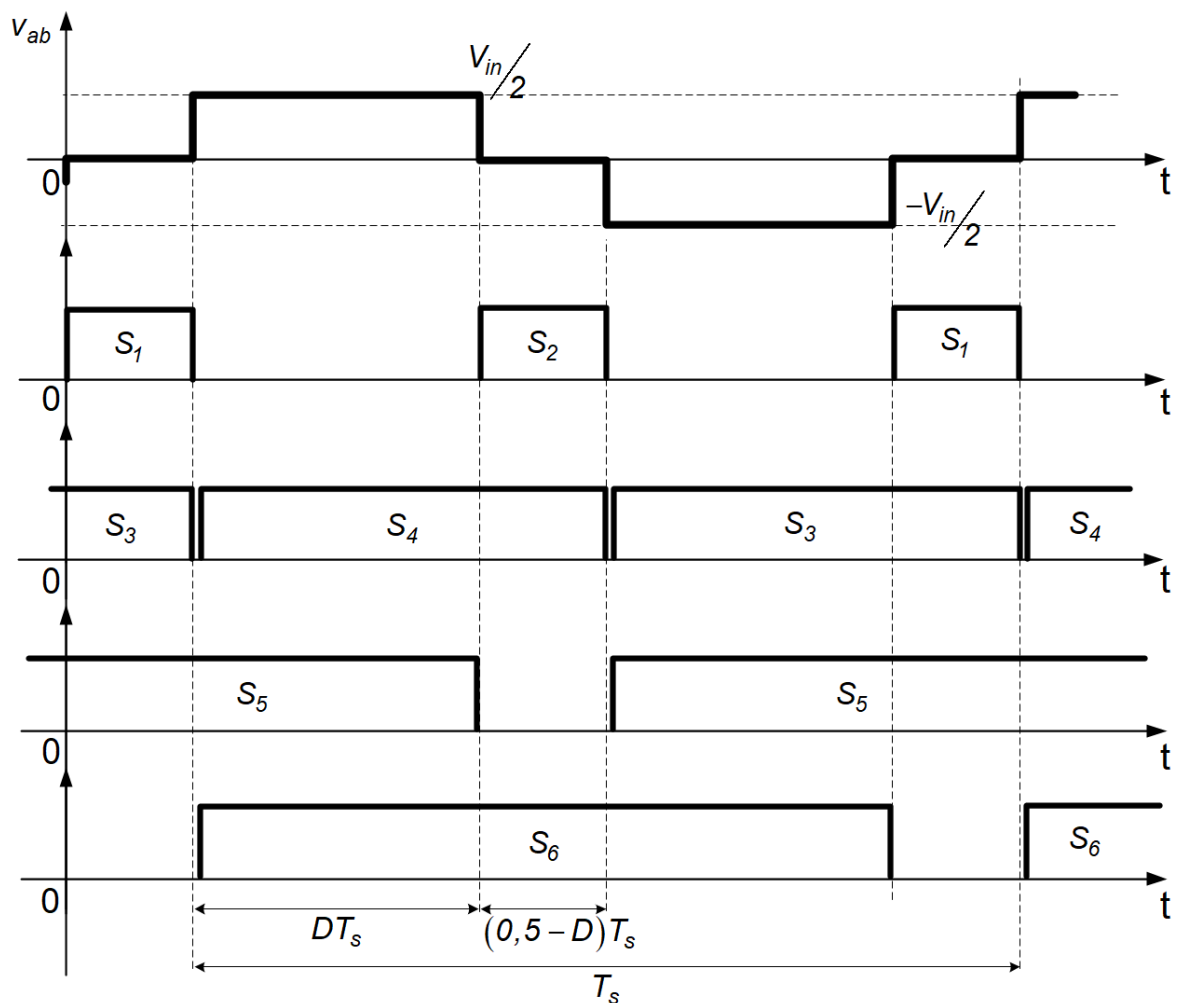 v_ab
V_in/2
0
t
–V_in/2
S_1
S_2
S_1
0
t
S_3
S_4
S_3
S_4
0
t
S_5
S_5
0
t
S_6
S_6
0
t
DT_s
(0,5 – D)T_s
T_s